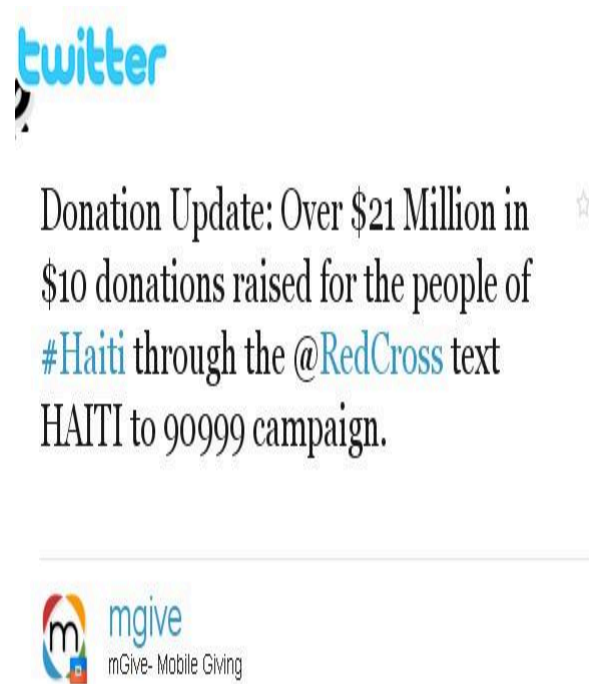 twitter
Donation Update: Over $21 Million in
$10 donations raised for the people of
#Haiti through the @RedCross text
HAITI to 90999 campaign.
m
mgive
mGive- Mobile Giving